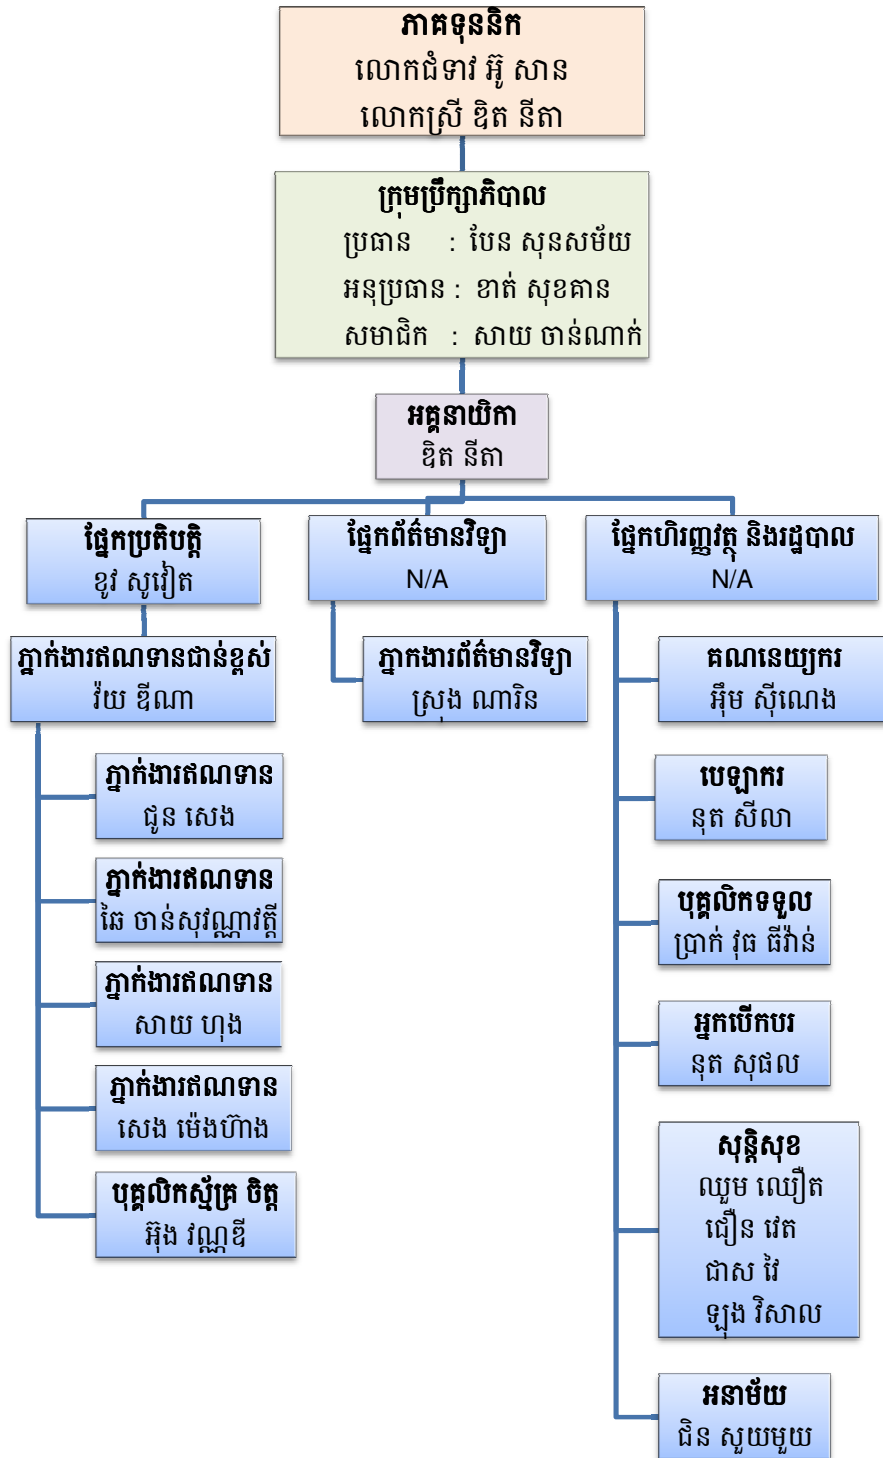 ភាគទុននិក
លោកជំទាវ អ៊ូ សាន
លោកស្រី ឌិត នីតា
ក្រុមប្រឹក្សាភិបាល
ប្រធាន : បែន សុនសម័យ
អនុប្រធាន : ខាត់ សុខគាន
សមាជិក : សាយ ចាន់ណាក់
អគ្គនាយិកា
ឌិត នីតា
ផ្នែកប្រតិបត្តិ
ខូវ សូវៀត
ភ្នាក់ងារឥណទានជាន់ខ្ពស់
វ៉យ ឌីណា
ភ្នាក់ងារឥណទាន
ជូន សេង
ភ្នាក់ងារឥណទាន
ឆៃ ចាន់សុវណ្ណាវត្តី
ភ្នាក់ងារឥណទាន
សាយ ហុង
ភ្នាក់ងារឥណទាន
សេង ម៉េងហ៊ាង
បុគ្គលិកស្ម័គ្រ ចិត្ត
អ៊ុង វណ្ណឌី
ផ្នែកព័ត៌មានវិទ្យា
N/A
ភ្នាកងារព័ត៌មានវិទ្យា
ស្រុង ណារិន
ផ្នែកហិរញ្ញវត្ថុ និងរដ្ឋបាល
N/A
គណនេយ្យករ
អ៊ឹម ស៊ីណេង
បេឡាករ
នុត សីលា
បុគ្គលិកទទួល
ប្រាក់ វុធ ធីវ៉ាន់
អ្នកបើកបរ
នុត សុផល
សុន្តិសុខ
ឈួម ឈឿត
ជឿន វេត
ជាស វៃ
ឡុង វិសាល
អនាម័យ
ជិន សួយមួយ